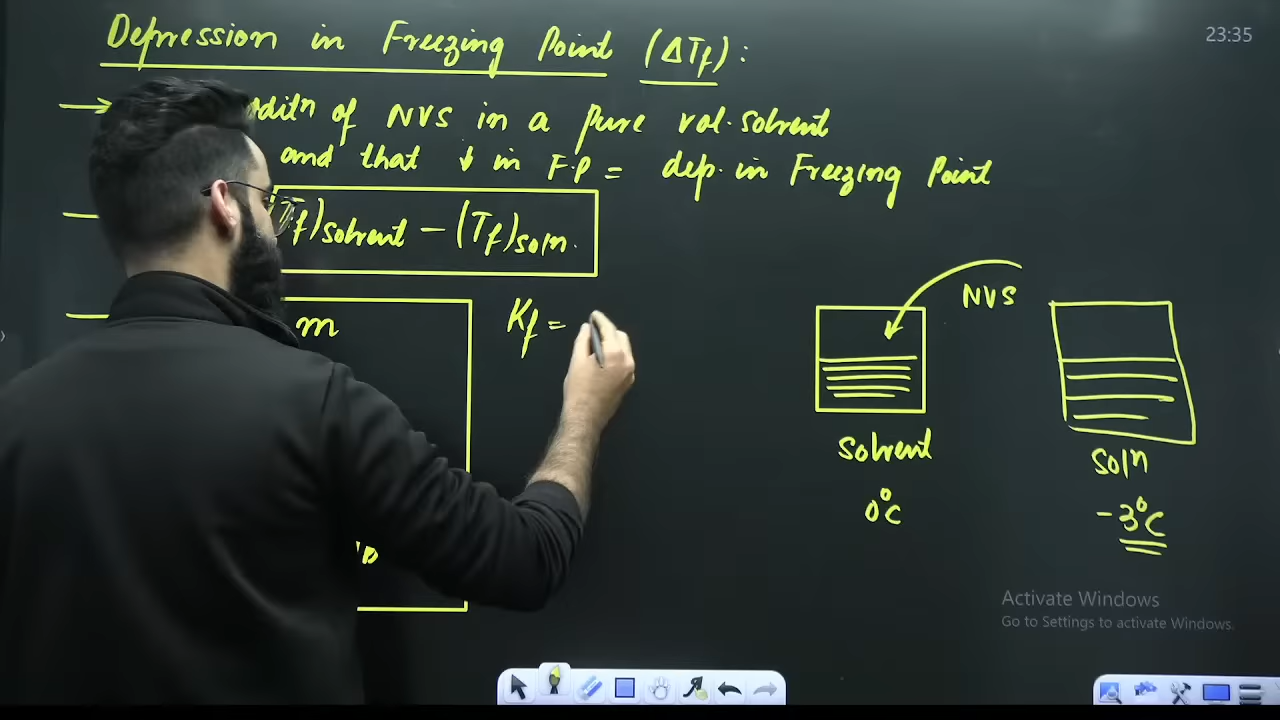 Depression in Freezing Point (ΔTf):
23:35
of NVS in a pure vol. solvent
and that ↓ in F.P = dep. in Freezing Point
f)solvent - (Tf)soln.
m
Kf =
NVS
solvent
soln
0°C
-3°C
Activate Windows
Go to Settings to activate Windows.